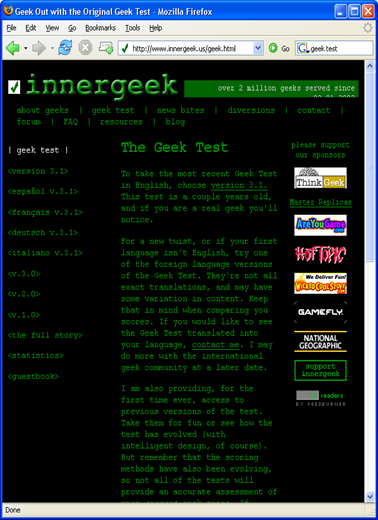 Geek Out with the Original Geek Test - Mozilla Firefox
File Edit View Go Bookmarks Tools Help
http://www.innergeek.us/geek.html Go geek test
innergeek
over 2 million geeks served since
about geeks | geek test | news bites | diversions | contact |
forum | FAQ | resources | blog
| geek test |
<version 3.1>
<español v.3.1>
<français v.3.1>
<deutsch v.3.1>
<italiano v.3.1>
<v.3.0>
<v.2.0>
<v.1.0>
<the full story>
<statistics>
<guestbook>
The Geek Test
To take the most recent Geek Test
in English, choose version 3.1.
This test is a couple years old,
and if you are a real geek you'll
notice.
For a new twist, or if your first
language isn't English, try one
of the foreign language versions
of the Geek Test. They're not all
exact translations, and may have
some variation in content. Keep
that in mind when comparing you
scores. If you would like to see
the Geek Test translated into
your language, contact me. I may
do more with the international
geek community at a later date.
I am also providing, for the
first time ever, access to
previous versions of the test.
Take them for fun or see how the
test has evolved (with
intelligent design, of course).
But remember that the scoring
methods have also been evolving,
so not all of the tests will
provide an accurate assessment of
please support
our sponsors
Think Geek
Master Replicas
AreYouGame
HOT TOPIC
We Deliver Fun!
WICKED COOL STUFF
GAMEFLY
NATIONAL
GEOGRAPHIC
support
innergeek
readers
BY FEEDBURNER
Done